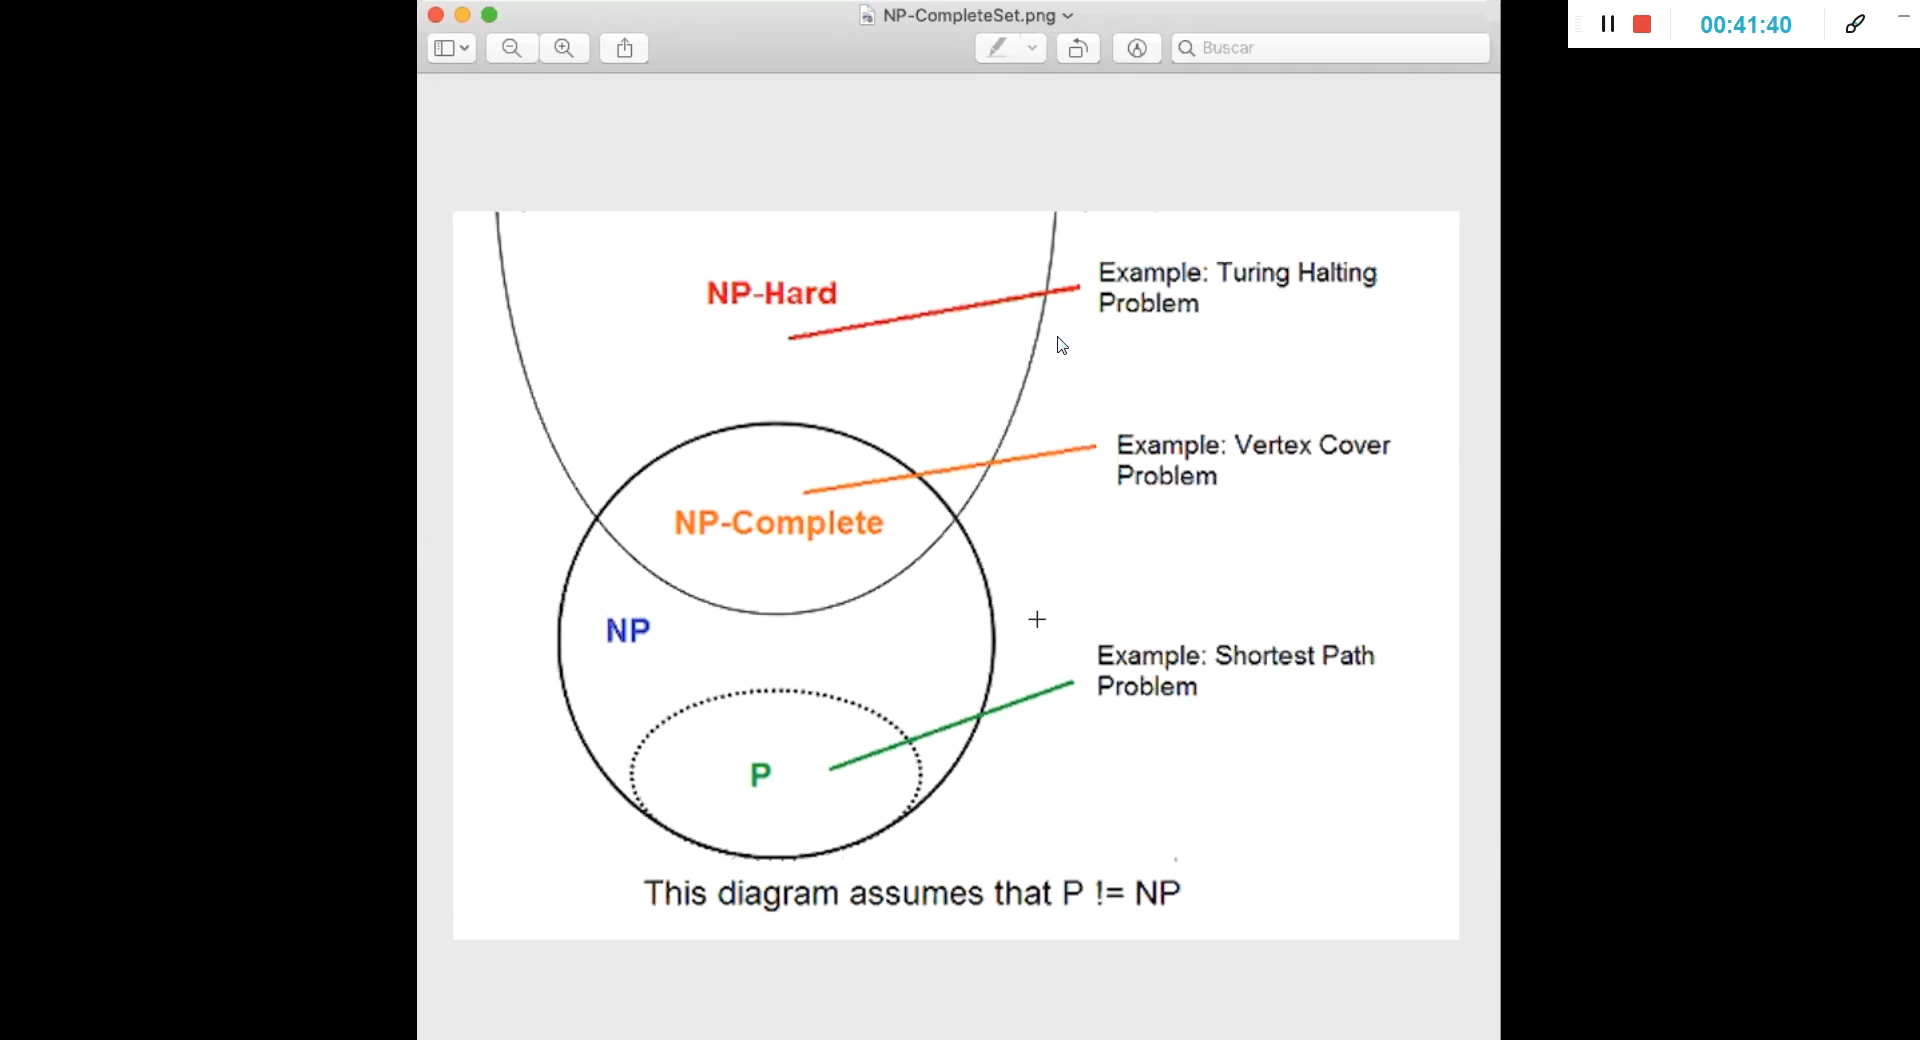 NP-CompleteSet.png
00:41:40
Buscar
NP-Hard
Example: Turing Halting
Problem
Example: Vertex Cover
Problem
NP-Complete
NP
Example: Shortest Path
Problem
P
This diagram assumes that P != NP